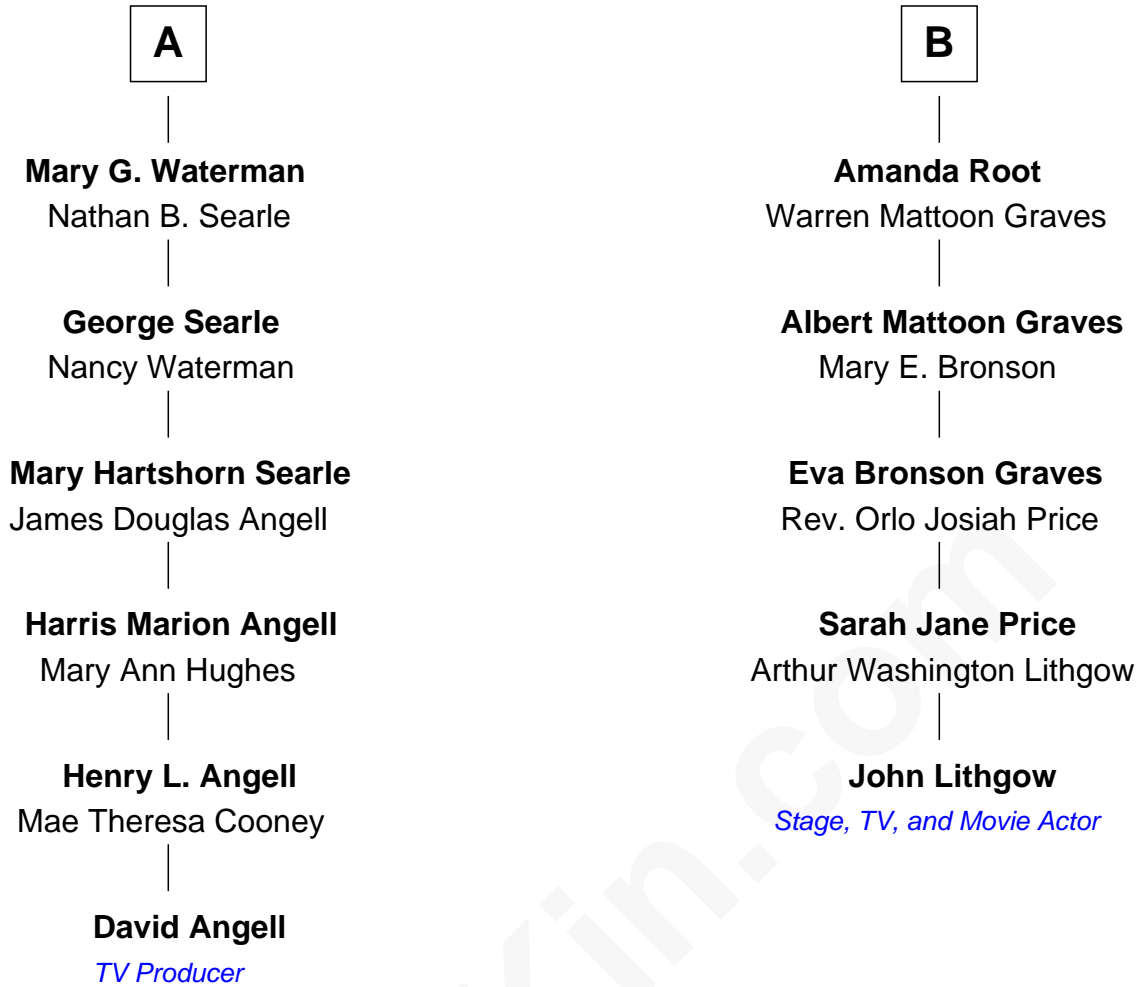 A
Mary G. Waterman
Nathan B. Searle
George Searle
Nancy Waterman
Mary Hartshorn Searle
James Douglas Angell
Harris Marion Angell
Mary Ann Hughes
Henry L. Angell
Mae Theresa Cooney
David Angell
TV Producer
B
Amanda Root
Warren Mattoon Graves
Albert Mattoon Graves
Mary E. Bronson
Eva Bronson Graves
Rev. Orlo Josiah Price
Sarah Jane Price
Arthur Washington Lithgow
John Lithgow
Stage, TV, and Movie Actor
Kin.com